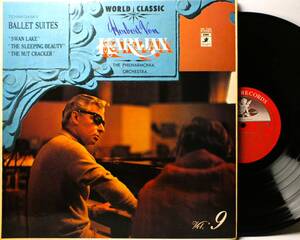 WORLD CLASSIC
TCHAIKOVSKY
BALLET SUITES
"SWAN LAKE"
"THE SLEEPING BEAUTY"
"THE NUT CRACKER"
Herbert Von
KARAJAN
THE PHILHARMONIA
ORCHESTRA
9
RECORDS